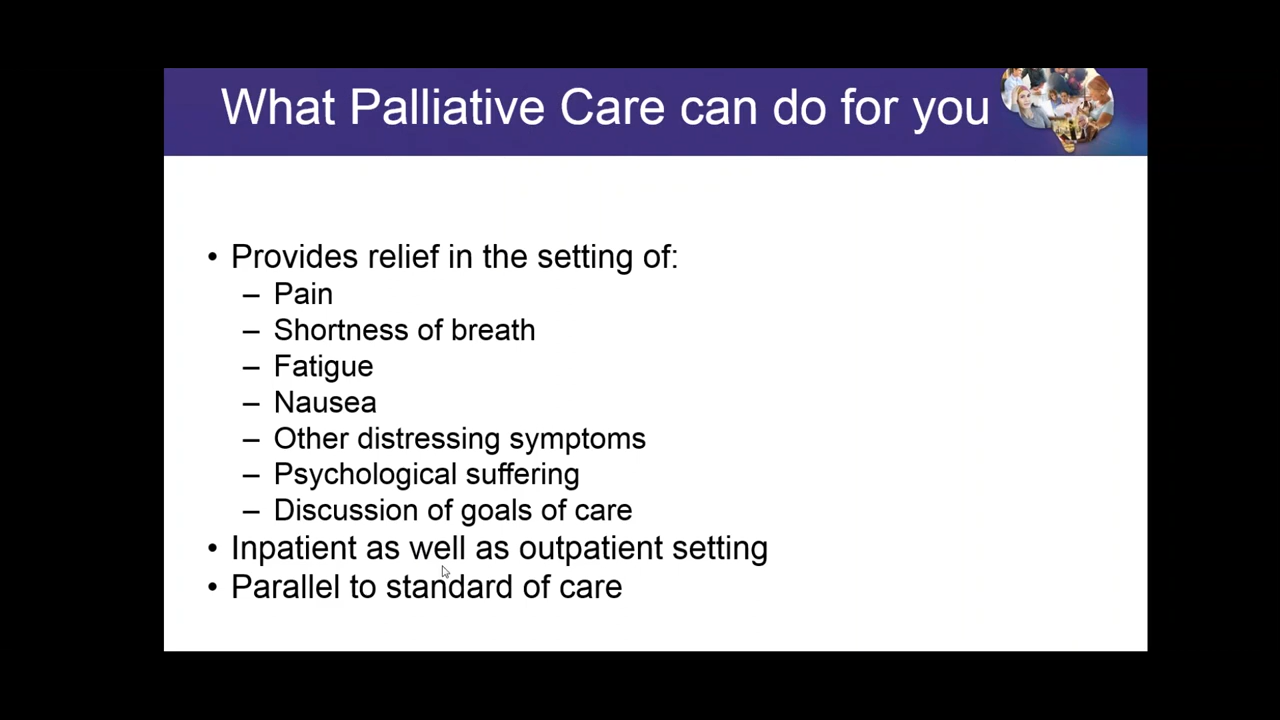 What Palliative Care can do for you
• Provides relief in the setting of:
– Pain
– Shortness of breath
– Fatigue
– Nausea
– Other distressing symptoms
– Psychological suffering
– Discussion of goals of care
• Inpatient as well as outpatient setting
• Parallel to standard of care